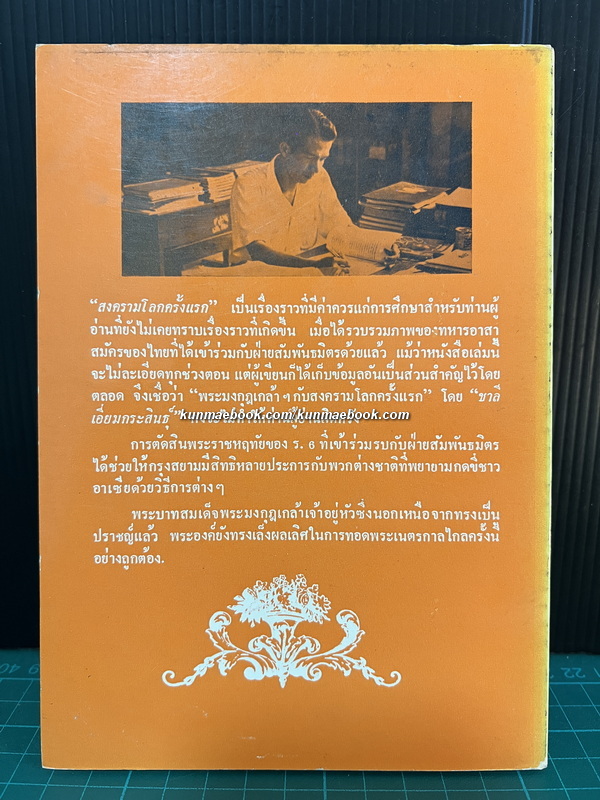 "สงครามโลกครั้งแรก" เป็นเรื่องราวที่มีค่าควรแก่การศึกษาสำหรับท่านผู้
อ่านที่ยังไม่เคยทราบเรื่องราวที่เกิดขึ้น เมื่อได้รวบรวมภาพของทหารอาสา
สมัครของไทยที่ได้เข้าร่วมกับฝ่ายสัมพันธมิตรด้วยแล้ว แม้ว่าหนังสือเล่มนี้
จะไม่ละเอียดทุกช่วงตอน แต่ผู้เขียนก็ได้เก็บข้อมูลอันเป็นส่วนสำคัญไว้โดย
ตลอด จึงเชื่อว่า "พระมงกุฎเกล้าฯกับสงครามโลกครั้งแรก" โดย "ชาลี
เอี่ยมกระสินธุ์"
kunmaebook.com/kunmaebook.com
การตัดสินพระราชหฤทัยของ ร. 6 ที่เข้าร่วมรบกับฝ่ายสัมพันธมิตร
ได้ช่วยให้กรุงสยามมีสิทธิหลายประการกับพวกต่างชาติที่พยายามกดขี่ชาว
อาเซียด้วยวิธีการต่างๆ
พระบาทสมเด็จพระมงกุฎเกล้าเจ้าอยู่หัวซึ่งนอกเหนือจากทรงเป็น
ปราชญ์แล้ว พระองค์ยังทรงเล็งผลเลิศในการทอดพระเนตรกาลไกลครั้งนี้
อย่างถูกต้อง.